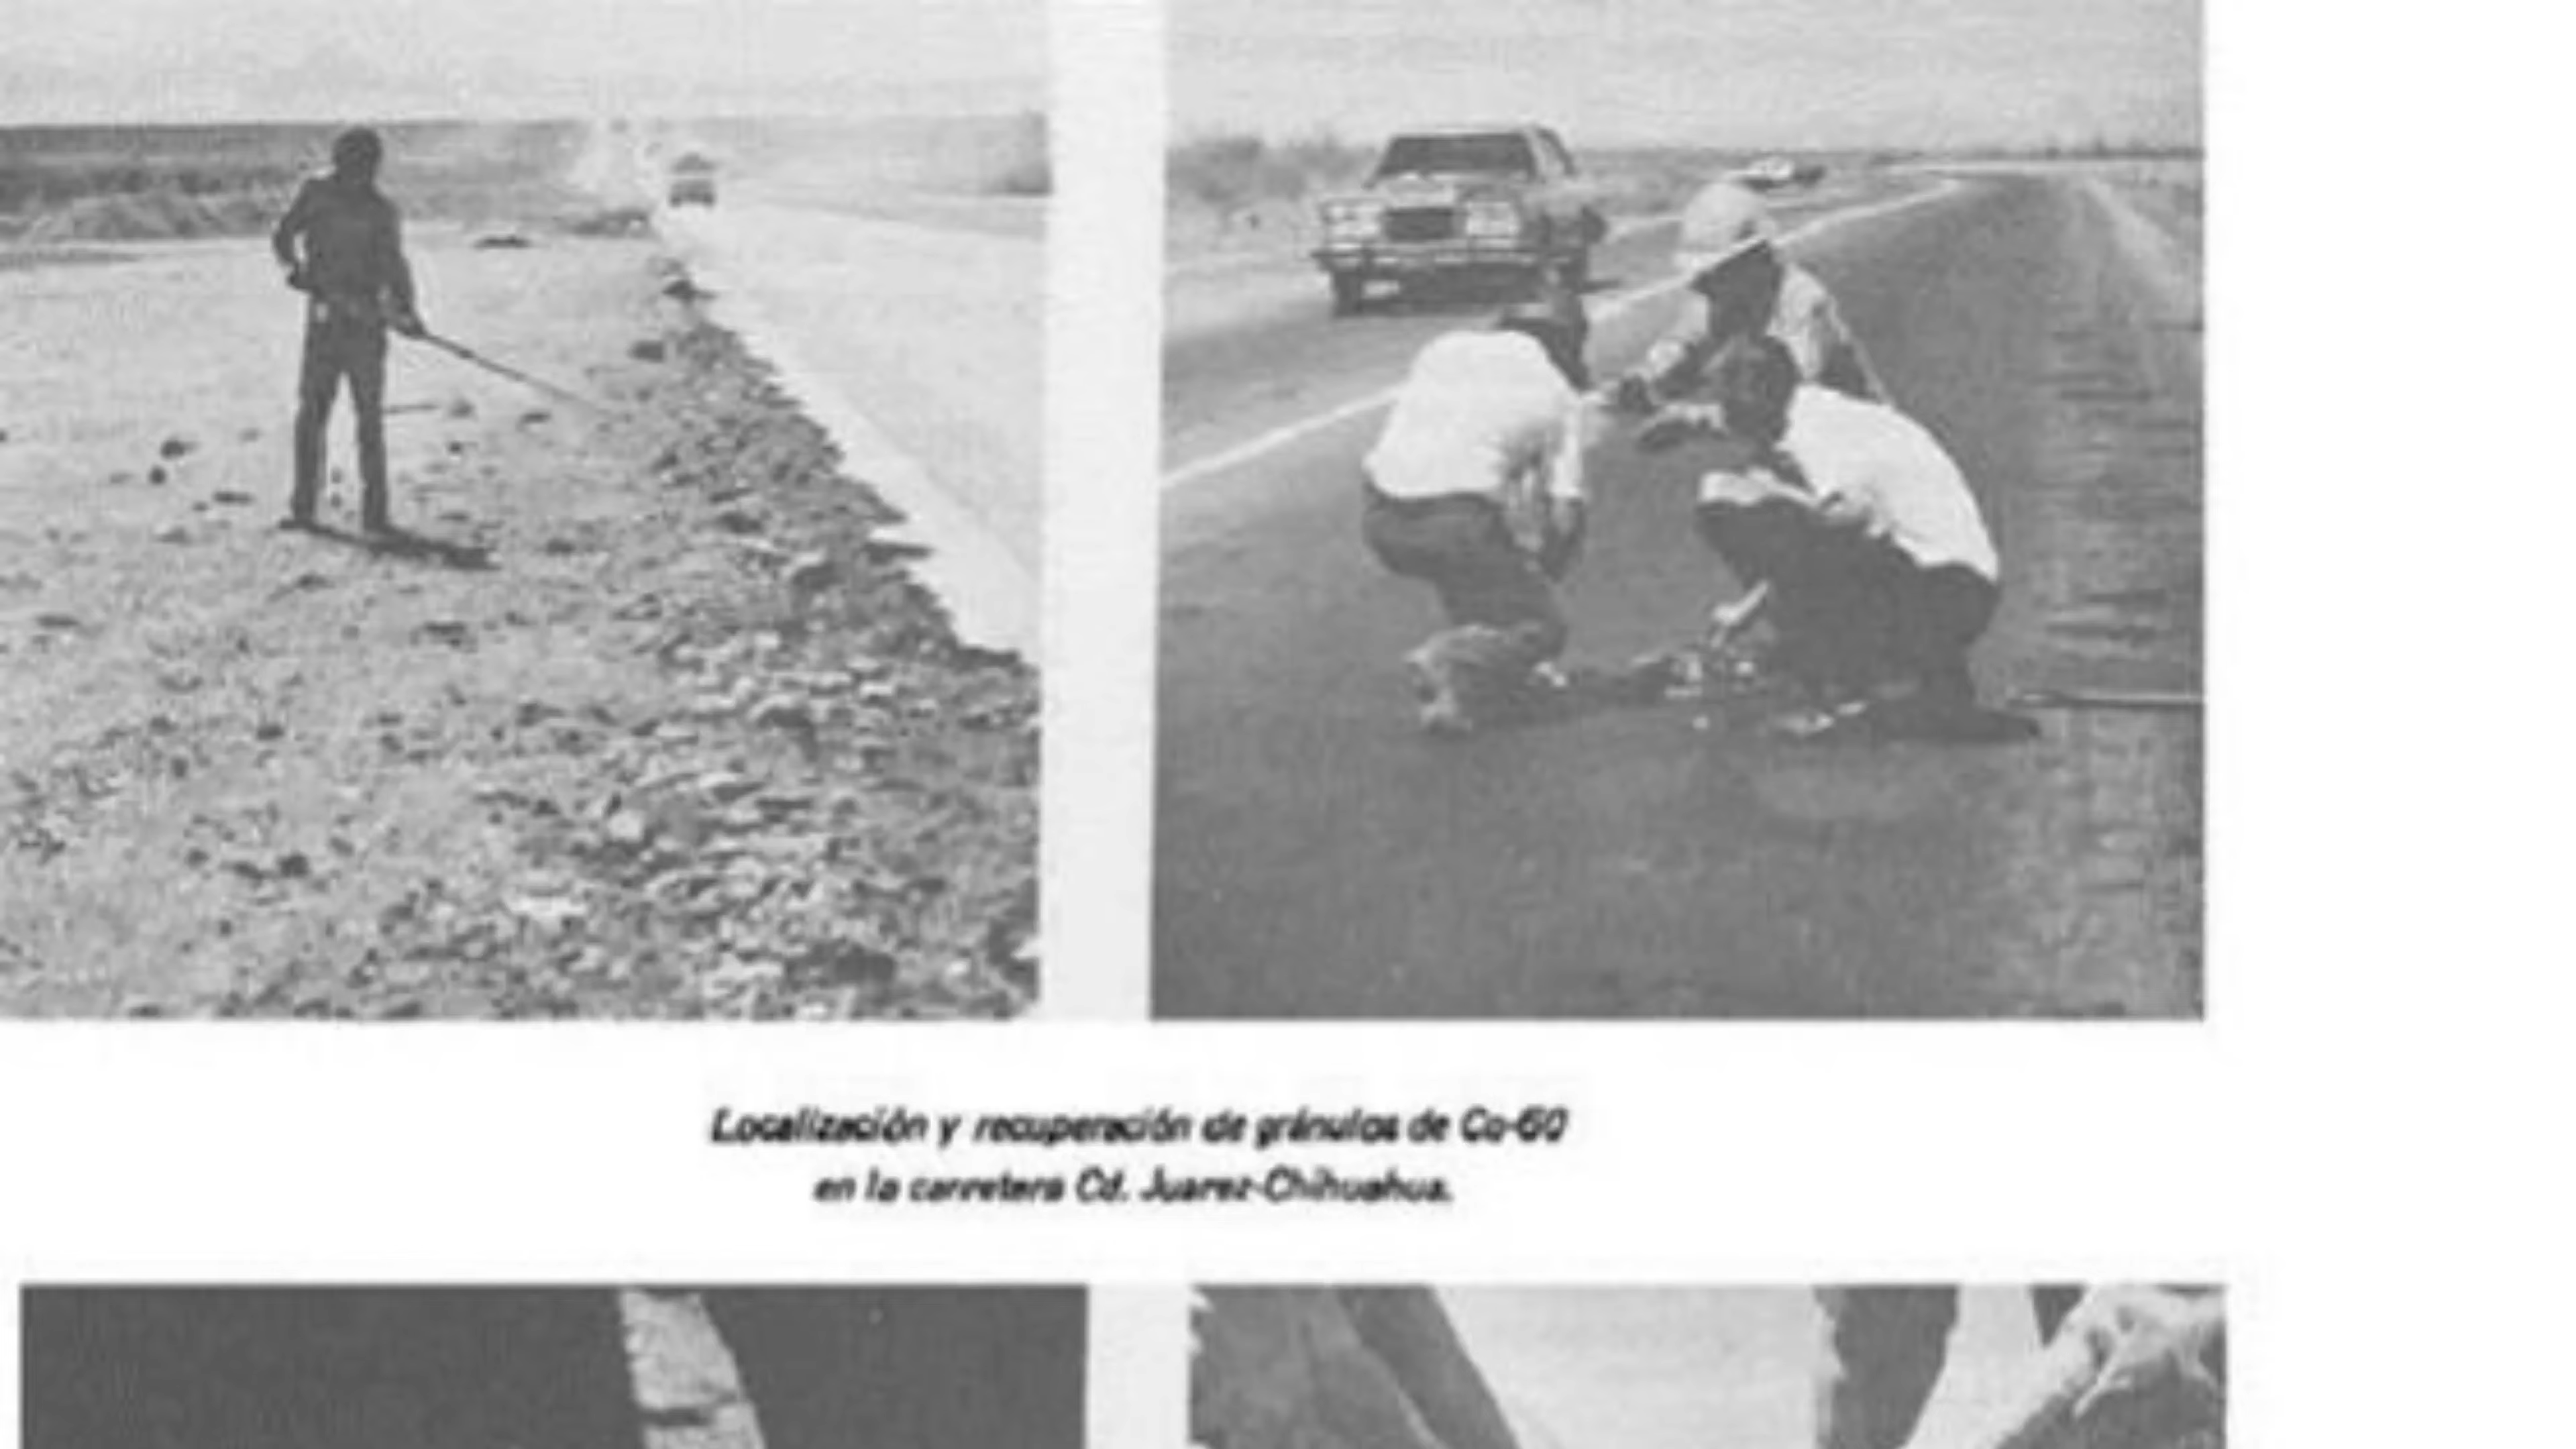 Localización y recuperación de gránulos de Co-60
en la carretera Cd. Juarez-Chihuahua.